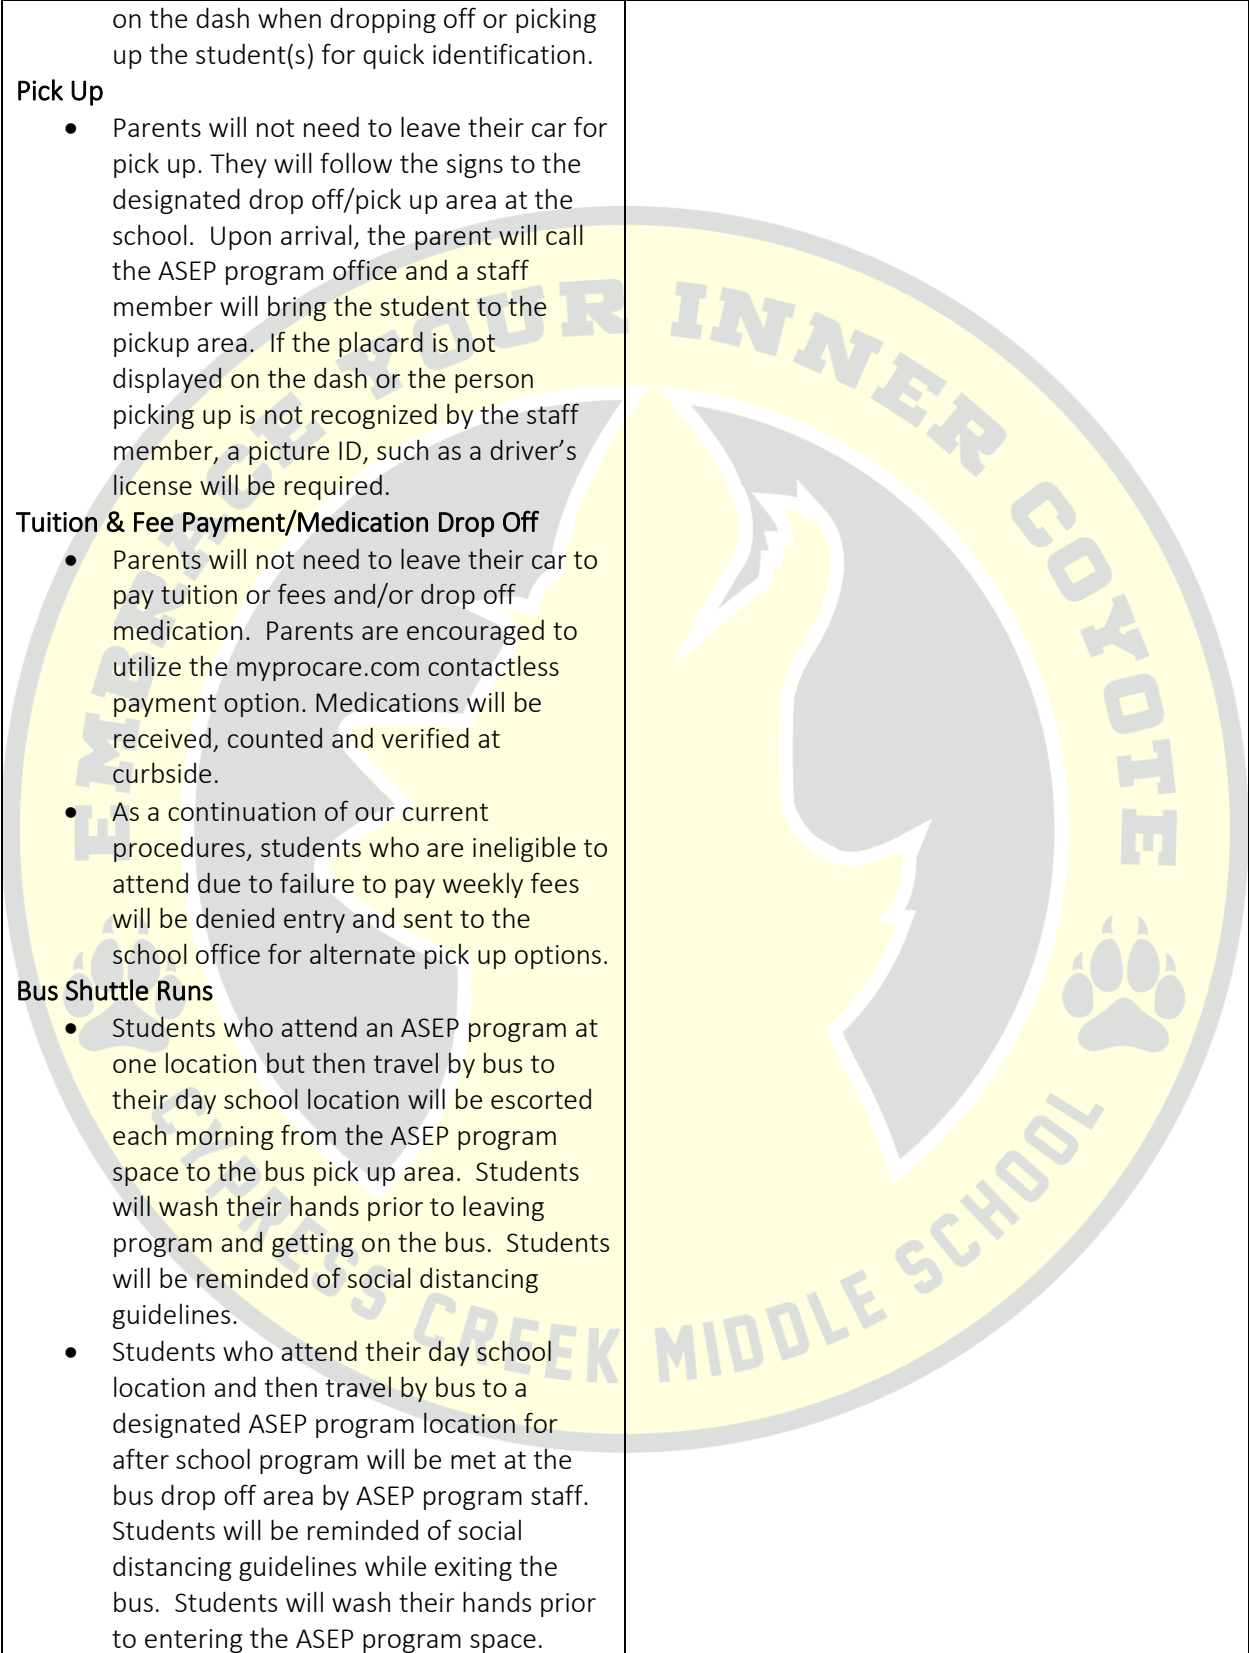 on the dash when dropping off or picking
up the student(s) for quick identification.
Pick Up
• Parents will not need to leave their car for
pick up. They will follow the signs to the
designated drop off/pick up area at the
school.  Upon arrival, the parent will call
the ASEP program office and a staff
member will bring the student to the
pickup area.  If the placard is not
displayed on the dash or the person
picking up is not recognized by the staff
member, a picture ID, such as a driver’s
license will be required.
Tuition & Fee Payment/Medication Drop Off
• Parents will not need to leave their car to
pay tuition or fees and/or drop off
medication.  Parents are encouraged to
utilize the myprocare.com contactless
payment option. Medications will be
received, counted and verified at
curbside.
• As a continuation of our current
procedures, students who are ineligible to
attend due to failure to pay weekly fees
will be denied entry and sent to the
school office for alternate pick up options.
Bus Shuttle Runs
• Students who attend an ASEP program at
one location but then travel by bus to
their day school location will be escorted
each morning from the ASEP program
space to the bus pick up area.  Students
will wash their hands prior to leaving
program and getting on the bus.  Students
will be reminded of social distancing
guidelines.
• Students who attend their day school
location and then travel by bus to a
designated ASEP program location for
after school program will be met at the
bus drop off area by ASEP program staff.
Students will be reminded of social
distancing guidelines while exiting the
bus.  Students will wash their hands prior
to entering the ASEP program space.
EMBRACE YOUR INNER COYOTE
CYPRESS CREEK MIDDLE SCHOOL